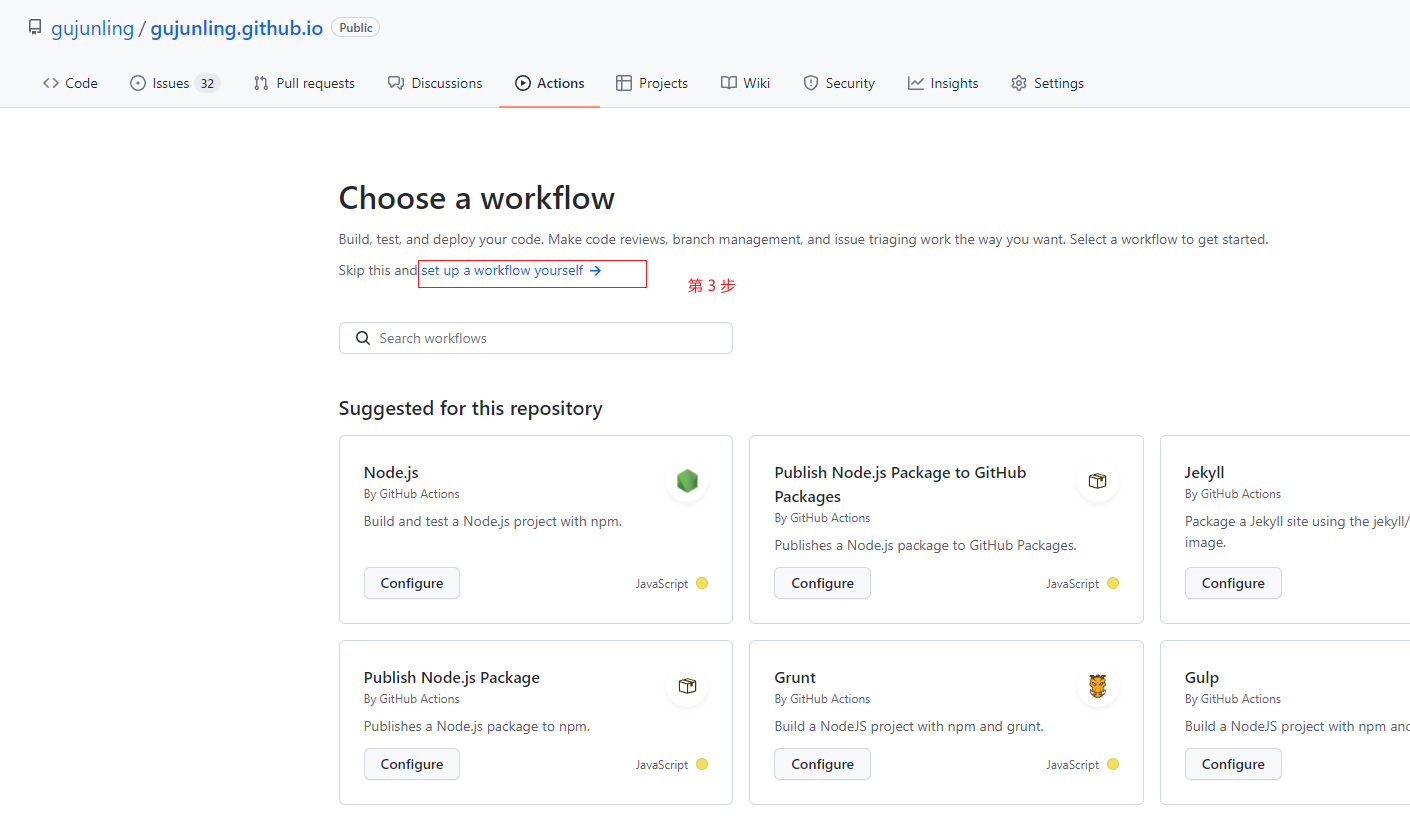 gujunling / gujunling.github.io Public
Code Issues 32 Pull requests Discussions Actions Projects Wiki Security Insights Settings
Choose a workflow
Build, test, and deploy your code. Make code reviews, branch management, and issue triaging work the way you want. Select a workflow to get started.
Skip this and set up a workflow yourself →
第 3 步
Search workflows
Suggested for this repository
Node.js
By GitHub Actions
Build and test a Node.js project with npm.
Configure
JavaScript
Publish Node.js Package to GitHub
Packages
By GitHub Actions
Publishes a Node.js package to GitHub Packages.
Configure
JavaScript
Jekyll
By GitHub Actions
Package a Jekyll site using the jekyll/
image.
Configure
Publish Node.js Package
By GitHub Actions
Publishes a Node.js package to npm.
Configure
JavaScript
Grunt
By GitHub Actions
Build a NodeJS project with npm and grunt.
Configure
JavaScript
Gulp
By GitHub Actions
Build a NodeJS project with npm
Configure